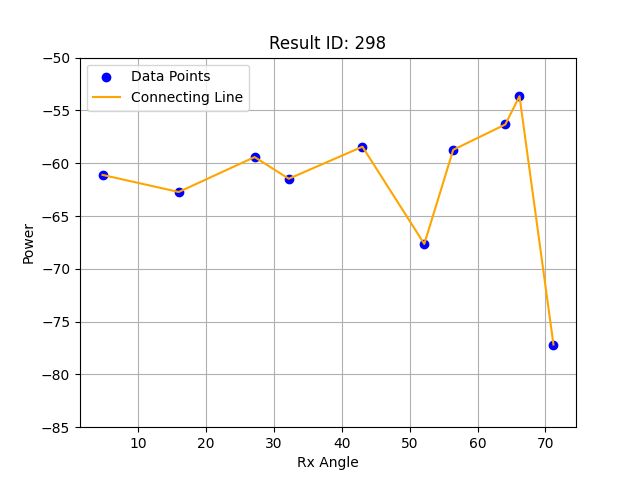 Result ID: 298
Data Points
Connecting Line
−50
−55
−60
−65
−70
−75
−80
−85
Power
10 20 30 40 50 60 70
Rx Angle